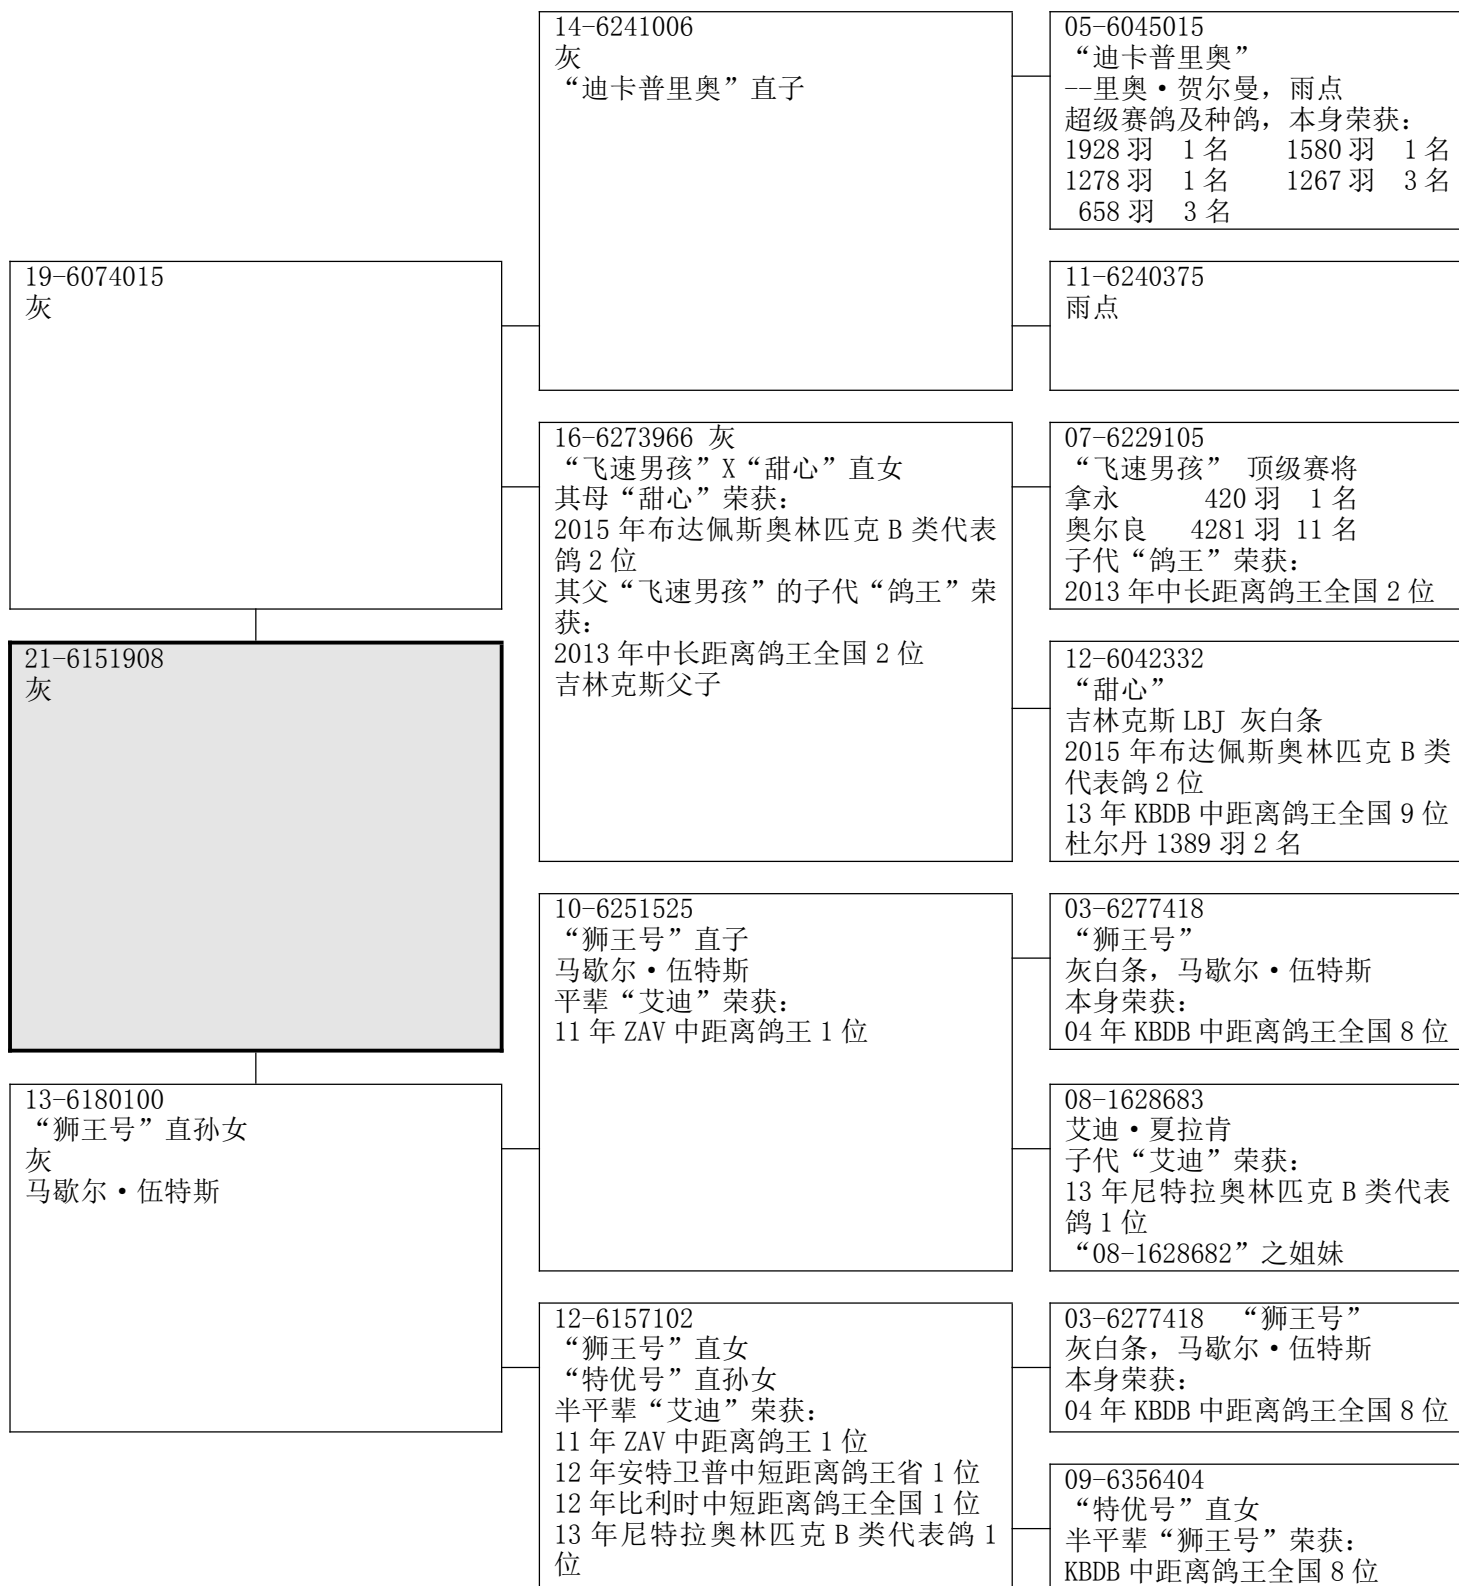 14-6241006
灰
“迪卡普里奥”直子
05-6045015
“迪卡普里奥”
--里奥•贺尔曼，雨点
超级赛鸽及种鸽，本身荣获：
1928 羽 1 名 1580 羽 1 名
1278 羽 1 名 1267 羽 3 名
658 羽 3 名
19-6074015
灰
11-6240375
雨点
16-6273966 灰
“飞速男孩”X“甜心”直女
其母“甜心”荣获：
2015 年布达佩斯奥林匹克 B 类代表
鸽 2 位
其父“飞速男孩”的子代“鸽王”荣
获：
2013 年中长距离鸽王全国 2 位
吉林克斯父子
07-6229105
“飞速男孩” 顶级赛将
拿永 420 羽 1 名
奥尔良 4281 羽 11 名
子代“鸽王”荣获：
2013 年中长距离鸽王全国 2 位
21-6151908
灰
12-6042332
“甜心”
吉林克斯 LBJ 灰白条
2015 年布达佩斯奥林匹克 B 类
代表鸽 2 位
13 年 KBDB 中距离鸽王全国 9 位
杜尔丹 1389 羽 2 名
10-6251525
“狮王号”直子
马歇尔•伍特斯
平辈“艾迪”荣获：
11 年 ZAV 中距离鸽王 1 位
03-6277418
“狮王号”
灰白条，马歇尔•伍特斯
本身荣获：
04 年 KBDB 中距离鸽王全国 8 位
13-6180100
“狮王号”直孙女
灰
马歇尔•伍特斯
08-1628683
艾迪•夏拉肯
子代“艾迪”荣获：
13 年尼特拉奥林匹克 B 类代表
鸽 1 位
“08-1628682”之姐妹
12-6157102
“狮王号”直女
“特优号”直孙女
半平辈“艾迪”荣获：
11 年 ZAV 中距离鸽王 1 位
12 年安特卫普中短距离鸽王省 1 位
12 年比利时中短距离鸽王全国 1 位
13 年尼特拉奥林匹克 B 类代表鸽 1
位
03-6277418 “狮王号”
灰白条，马歇尔•伍特斯
本身荣获：
04 年 KBDB 中距离鸽王全国 8 位
09-6356404
“特优号”直女
半平辈“狮王号”荣获：
KBDB 中距离鸽王全国 8 位